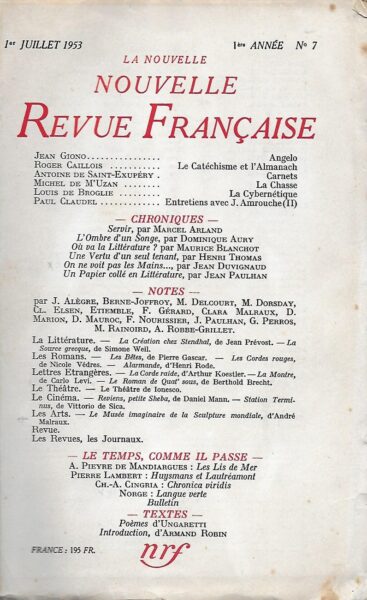 1er JUILLET 1953 1ère ANNÉE No 7
LA NOUVELLE
NOUVELLE
REVUE FRANÇAISE
JEAN GIONO................ Angelo
ROGER CAILLOIS ............ Le Catéchisme et l'Almanach
ANTOINE DE SAINT-EXUPÉRY . Carnets
MICHEL DE M'UZAN ........ La Chasse
LOUIS DE BROGLIE .......... La Cybernétique
PAUL CLAUDEL............ Entretiens avec J. Amrouche (II)
— CHRONIQUES —
Servir, par MARCEL ARLAND
L'Ombre d'un Songe, par DOMINIQUE AURY
Où va la Littérature ? par MAURICE BLANCHOT
Une Vertu d'un seul tenant, par HENRI THOMAS
On ne voit pas les Mains..., par JEAN DUVIGNAUD
Un Papier collé en Littérature, par JEAN PAULHAN
— NOTES —
par J. ALÈGRE, BERNE-JOFFROY, M. DELCOURT, M. DORSDAY,
CL. ELSEN, ETIEMBLE, F. GÉRARD, CLARA MALRAUX, D.
MARION, D. MAUROC, F. NOURISSIER, J. PAULHAN, G. PERROS,
M. RAINOIRD, A. ROBBE-GRILLET.
La Littérature. — La Création chez Stendhal, de Jean Prévost. — La
Source grecque, de Simone Weil.
Les Romans. — Les Bêtes, de Pierre Gascar. — Les Cordes rouges,
de Nicole Védrès. — Alarmande, d'Henri Rode.
Lettres Etrangères. — La Corde raide, d'Arthur Koestler. — La Montre,
de Carlo Levi. — Le Roman de Quat' sous, de Berthold Brecht.
Le Théâtre. — Le Théâtre de Ionesco.
Le Cinéma. — Reviens, petite Sheba, de Daniel Mann. — Station Termi-
nus, de Vittorio de Sica.
Les Arts. — Le Musée imaginaire de la Sculpture mondiale, d'André
Malraux.
Revue.
Les Revues, les Journaux.
— LE TEMPS, COMME IL PASSE —
A. PIEYRE DE MANDIARGUES : Les Lis de Mer
PIERRE LAMBERT : Huysmans et Lautréamont
CH.-A. CINGRIA : Chronica viridis
NORGE : Langue verte
Bulletin
— TEXTES —
Poèmes d'UNGARETTI
Introduction, d'ARMAND ROBIN
FRANCE : 195 FR.
nrf